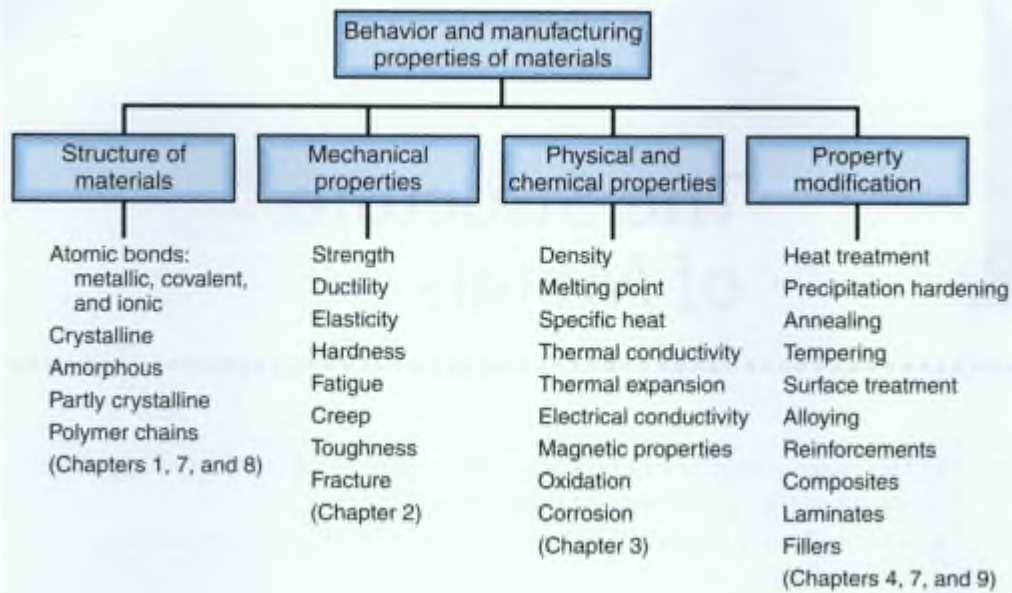 Behavior and manufacturing
properties of materials
Structure of
materials
Atomic bonds:
metallic, covalent,
and ionic
Crystalline
Amorphous
Partly crystalline
Polymer chains
(Chapters 1, 7, and 8)
Mechanical
properties
Strength
Ductility
Elasticity
Hardness
Fatigue
Creep
Toughness
Fracture
(Chapter 2)
Physical and
chemical properties
Density
Melting point
Specific heat
Thermal conductivity
Thermal expansion
Electrical conductivity
Magnetic properties
Oxidation
Corrosion
(Chapter 3)
Property
modification
Heat treatment
Precipitation hardening
Annealing
Tempering
Surface treatment
Alloying
Reinforcements
Composites
Laminates
Fillers
(Chapters 4, 7, and 9)